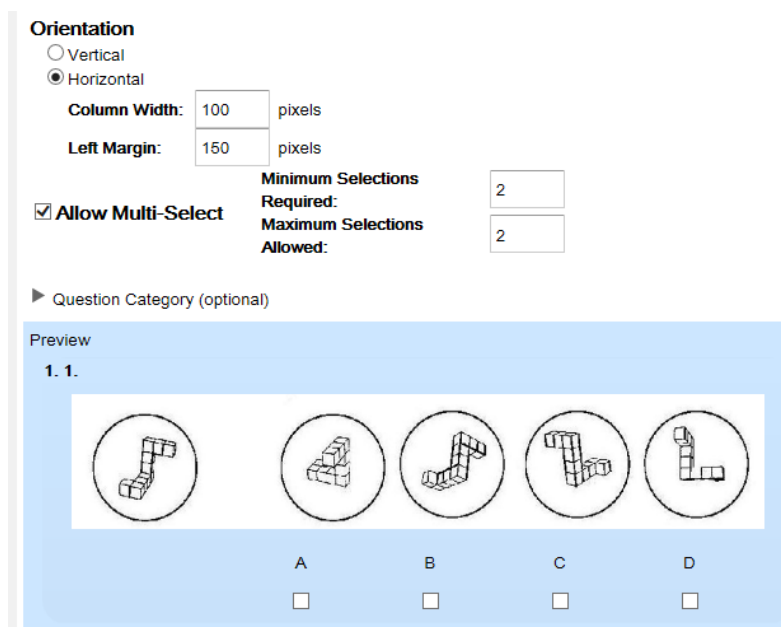 Orientation
Vertical
Horizontal
Column Width: 100 pixels
Left Margin: 150 pixels
Allow Multi-Select
Minimum Selections
Required: 2
Maximum Selections
Allowed: 2
Question Category (optional)
Preview
1. 1.
A B C D